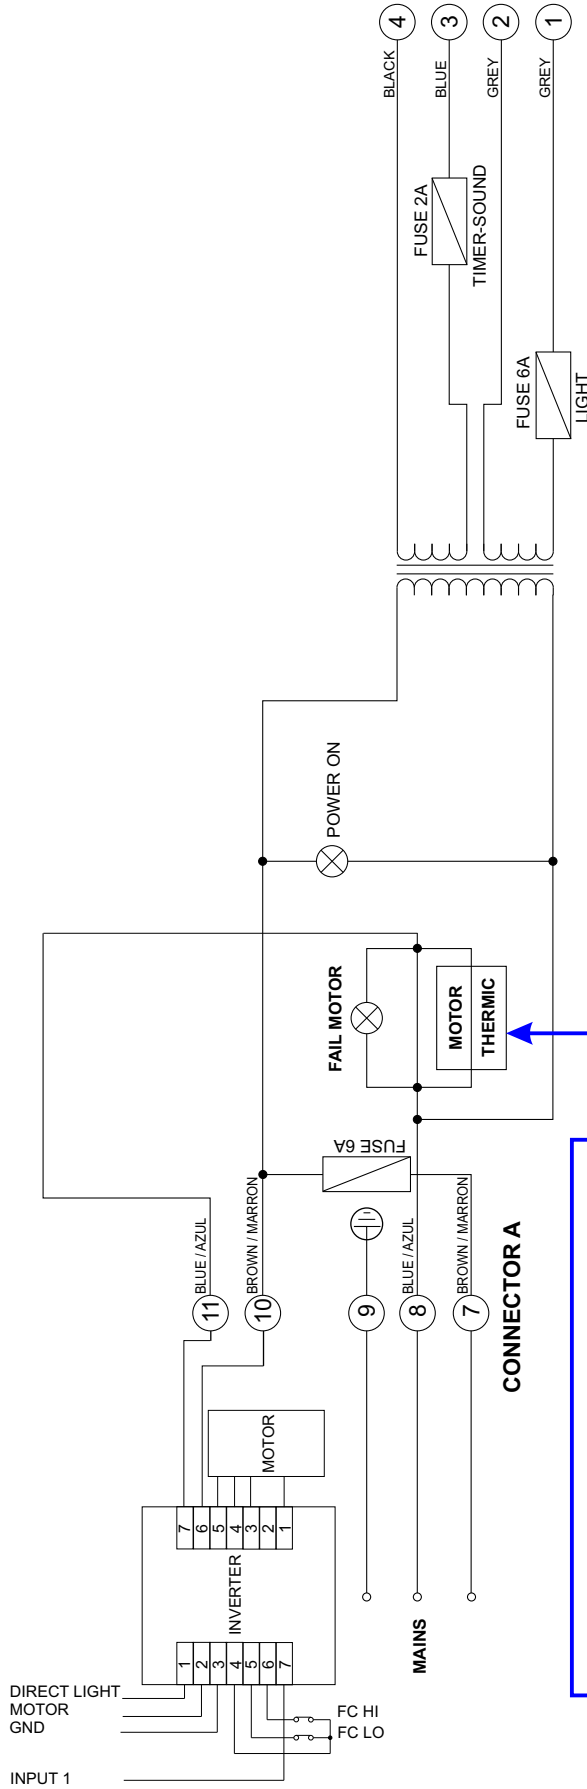 4
3
2
1
BLACK
BLUE
GREY
GREY
FUSE 2A
TIMER-SOUND
FUSE 6A
LIGHT
POWER ON
FAIL MOTOR
MOTOR
THERMIC
FUSE 6A
BLUE / AZUL
BROWN / MARRON
BLUE / AZUL
BROWN / MARRON
11
10
9
8
7
CONNECTOR A
MOTOR
7
6
5
4
3
2
1
INVERTER
1
2
3
4
5
6
7
MAINS
DIRECT LIGHT
MOTOR
GND
FC HI
FC LO
INPUT 1